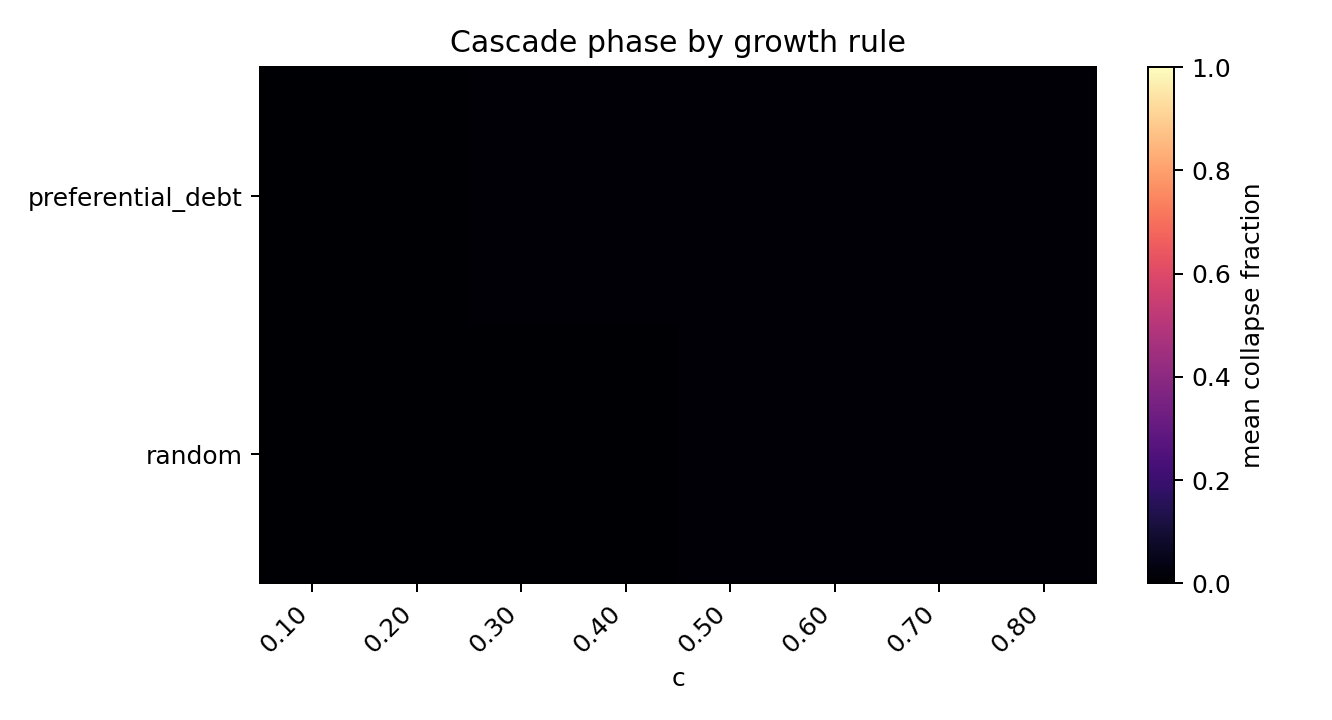 Cascade phase by growth rule
preferential_debt
random
0.10 0.20 0.30 0.40 0.50 0.60 0.70 0.80
c
1.0
0.8
0.6
0.4
0.2
0.0
mean collapse fraction